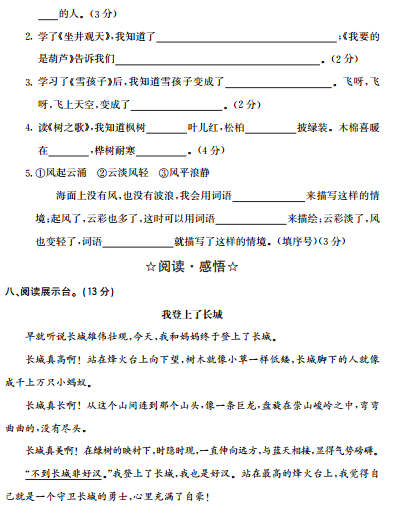 ____的人。(3分)
2. 学了《坐井观天》,我知道了______________________;《我要的
是葫芦》告诉我们______________________。(2分)
3. 学习了《雪孩子》后,我知道雪孩子变成了______________。飞呀,飞
呀,飞上天空,变成了____________。(2分)
4. 读《树之歌》,我知道枫树______叶儿红,松柏________披绿装。木棉喜暖
在______,桦树耐寒________。(4分)
5. ①风起云涌 ②云淡风轻 ③风平浪静
海面上没有风,也没有波浪,我会用词语____________来描写这样的情
境;起风了,云彩也多了,这时可以用词语____________来描绘;云彩淡了,风
也变轻了,词语____________就描写了这样的情境。(填序号)(3分)
☆阅读·感悟☆
八、阅读展示台。(13分)
我登上了长城
早就听说长城雄伟壮观,今天,我和妈妈终于登上了长城。
长城真高啊!站在烽火台上向下望,树木就像小草一样低矮,长城脚下的人就像
成千上万只小蚂蚁。
长城真长啊!从这个山间连到那个山头,像一条巨龙,盘旋在崇山峻岭之中,弯弯
曲曲的,没有尽头。
长城真美啊!在绿树的映衬下,时隐时现,一直伸向远方,与蓝天相接,显得气势磅礴。
“不到长城非好汉。”我登上了长城,我也是好汉。站在最高的烽火台上,我觉得自
己就是一个守卫长城的勇士,心里充满了自豪!